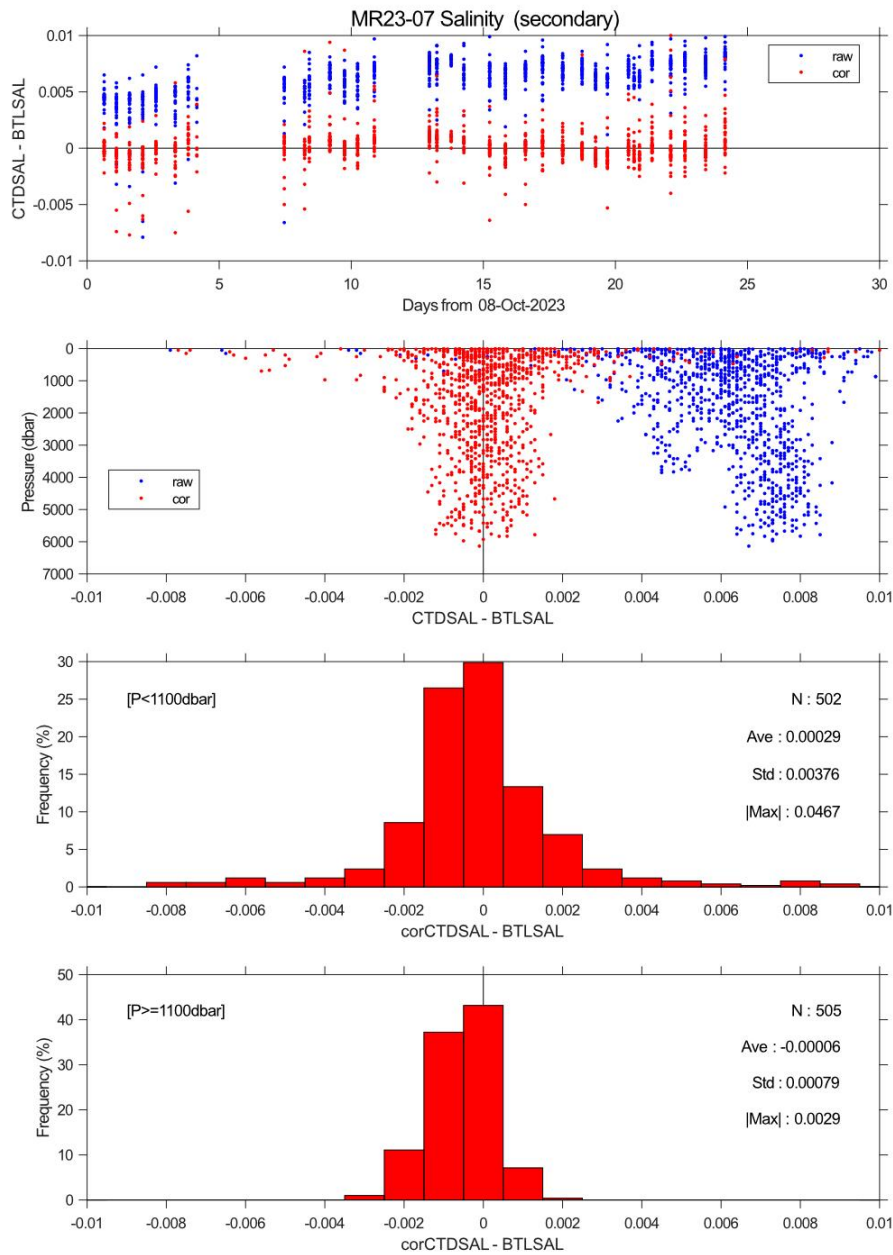 MR23-07 Salinity (secondary)
CTDSAL - BTLSAL
0.01
0.005
0
-0.005
-0.01
raw
cor
0 5 10 15 20 25 30
Days from 08-Oct-2023
Pressure (dbar)
0
1000
2000
3000
4000
5000
6000
7000
raw
cor
-0.01 -0.008 -0.006 -0.004 -0.002 0 0.002 0.004 0.006 0.008 0.01
CTDSAL - BTLSAL
Frequency (%)
30
25
20
15
10
5
0
[P<1100dbar]
N : 502
Ave : 0.00029
Std : 0.00376
|Max| : 0.0467
-0.01 -0.008 -0.006 -0.004 -0.002 0 0.002 0.004 0.006 0.008 0.01
corCTDSAL - BTLSAL
Frequency (%)
50
40
30
20
10
0
[P>=1100dbar]
N : 505
Ave : -0.00006
Std : 0.00079
|Max| : 0.0029
-0.01 -0.008 -0.006 -0.004 -0.002 0 0.002 0.004 0.006 0.008 0.01
corCTDSAL - BTLSAL